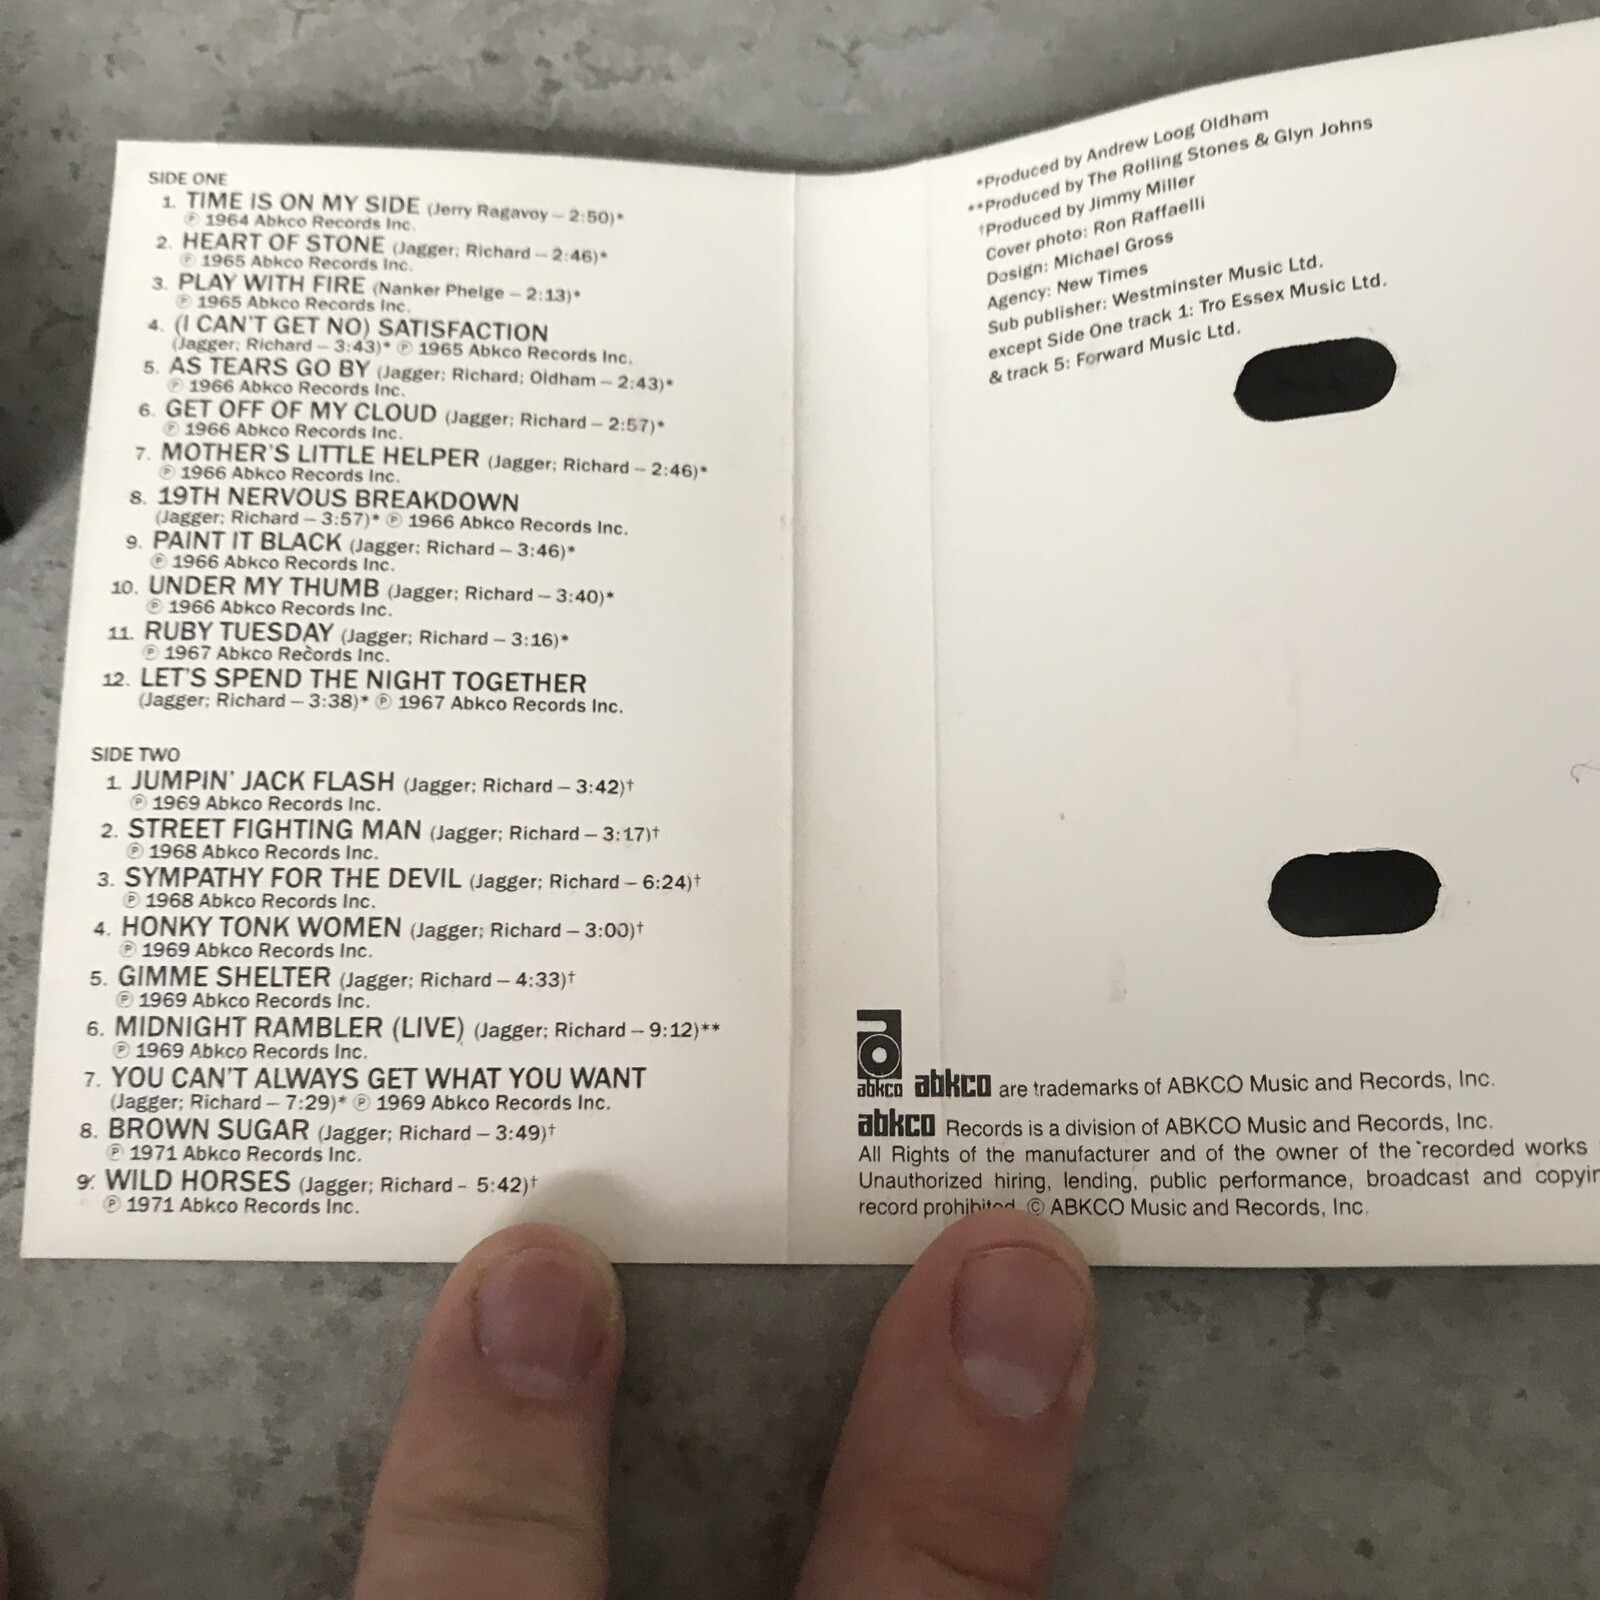 SIDE ONE
1. TIME IS ON MY SIDE (Jerry Ragavoy – 2:50)*
℗ 1964 Abkco Records Inc.
2. HEART OF STONE (Jagger; Richard – 2:46)*
℗ 1965 Abkco Records Inc.
3. PLAY WITH FIRE (Nanker Phelge – 2:13)*
℗ 1965 Abkco Records Inc.
4. (I CAN'T GET NO) SATISFACTION
(Jagger; Richard – 3:43)* ℗ 1965 Abkco Records Inc.
5. AS TEARS GO BY (Jagger; Richard; Oldham – 2:43)*
℗ 1966 Abkco Records Inc.
6. GET OFF OF MY CLOUD (Jagger; Richard – 2:57)*
℗ 1966 Abkco Records Inc.
7. MOTHER'S LITTLE HELPER (Jagger; Richard – 2:46)*
℗ 1966 Abkco Records Inc.
8. 19TH NERVOUS BREAKDOWN
(Jagger; Richard – 3:57)* ℗ 1966 Abkco Records Inc.
9. PAINT IT BLACK (Jagger; Richard – 3:46)*
℗ 1966 Abkco Records Inc.
10. UNDER MY THUMB (Jagger; Richard – 3:40)*
℗ 1966 Abkco Records Inc.
11. RUBY TUESDAY (Jagger; Richard – 3:16)*
℗ 1967 Abkco Records Inc.
12. LET'S SPEND THE NIGHT TOGETHER
(Jagger; Richard – 3:38)* ℗ 1967 Abkco Records Inc.
SIDE TWO
1. JUMPIN' JACK FLASH (Jagger; Richard – 3:42)†
℗ 1969 Abkco Records Inc.
2. STREET FIGHTING MAN (Jagger; Richard – 3:17)†
℗ 1968 Abkco Records Inc.
3. SYMPATHY FOR THE DEVIL (Jagger; Richard – 6:24)†
℗ 1968 Abkco Records Inc.
4. HONKY TONK WOMEN (Jagger; Richard – 3:00)†
℗ 1969 Abkco Records Inc.
5. GIMME SHELTER (Jagger; Richard – 4:33)†
℗ 1969 Abkco Records Inc.
6. MIDNIGHT RAMBLER (LIVE) (Jagger; Richard – 9:12)**
℗ 1969 Abkco Records Inc.
7. YOU CAN'T ALWAYS GET WHAT YOU WANT
(Jagger; Richard – 7:29)* ℗ 1969 Abkco Records Inc.
8. BROWN SUGAR (Jagger; Richard – 3:49)†
℗ 1971 Abkco Records Inc.
9. WILD HORSES (Jagger; Richard - 5:42)†
℗ 1971 Abkco Records Inc.
*Produced by Andrew Loog Oldham
**Produced by The Rolling Stones & Glyn Johns
†Produced by Jimmy Miller
Cover photo: Ron Raffaelli
Dosign: Michael Gross
Agency: New Times
Sub publisher: Westminster Music Ltd.
except Side One track 1: Tro Essex Music Ltd.
& track 5: Forward Music Ltd.
abkco abkco are trademarks of ABKCO Music and Records, Inc.
abkco Records is a division of ABKCO Music and Records, Inc.
All Rights of the manufacturer and of the owner of the recorded works
Unauthorized hiring, lending, public performance, broadcast and copyin
record prohibited. © ABKCO Music and Records, Inc.